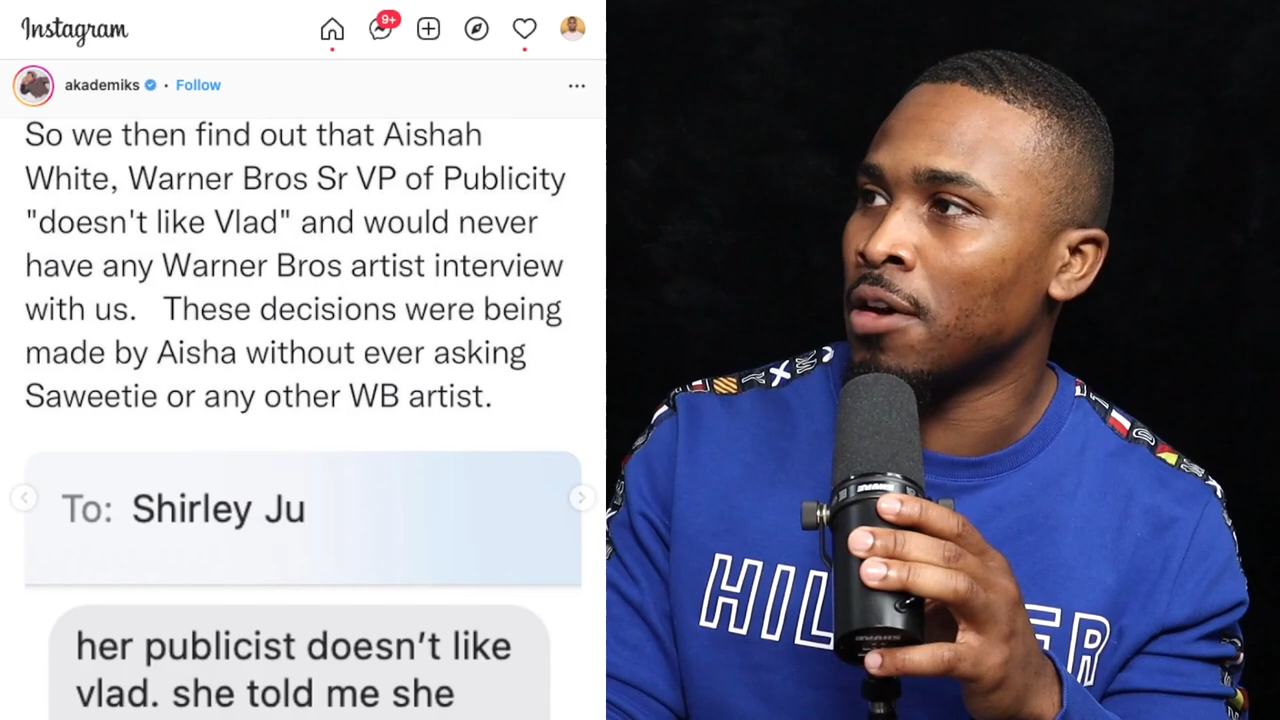 Instagram
9+
akademiks • Follow
So we then find out that Aishah
White, Warner Bros Sr VP of Publicity
"doesn't like Vlad" and would never
have any Warner Bros artist interview
with us. These decisions were being
made by Aisha without ever asking
Saweetie or any other WB artist.
To: Shirley Ju
her publicist doesn't like
vlad. she told me she
SHURE
HIL ER